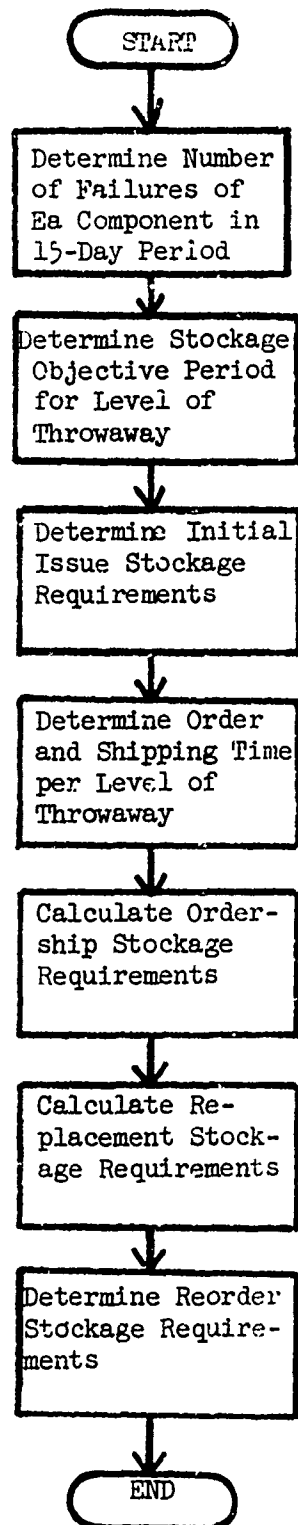 START
Determine Number
of Failures of
Ea Component in
15-Day Period
Determine Stockage
Objective Period
for Level of
Throwaway
Determine Initial
Issue Stockage
Requirements
Determine Order
and Shipping Time
per Level of
Throwaway
Calculate Order-
ship Stockage
Requirements
Calculate Re-
placement Stock-
age Requirements
Determine Reorder
Stockage Require-
ments
END